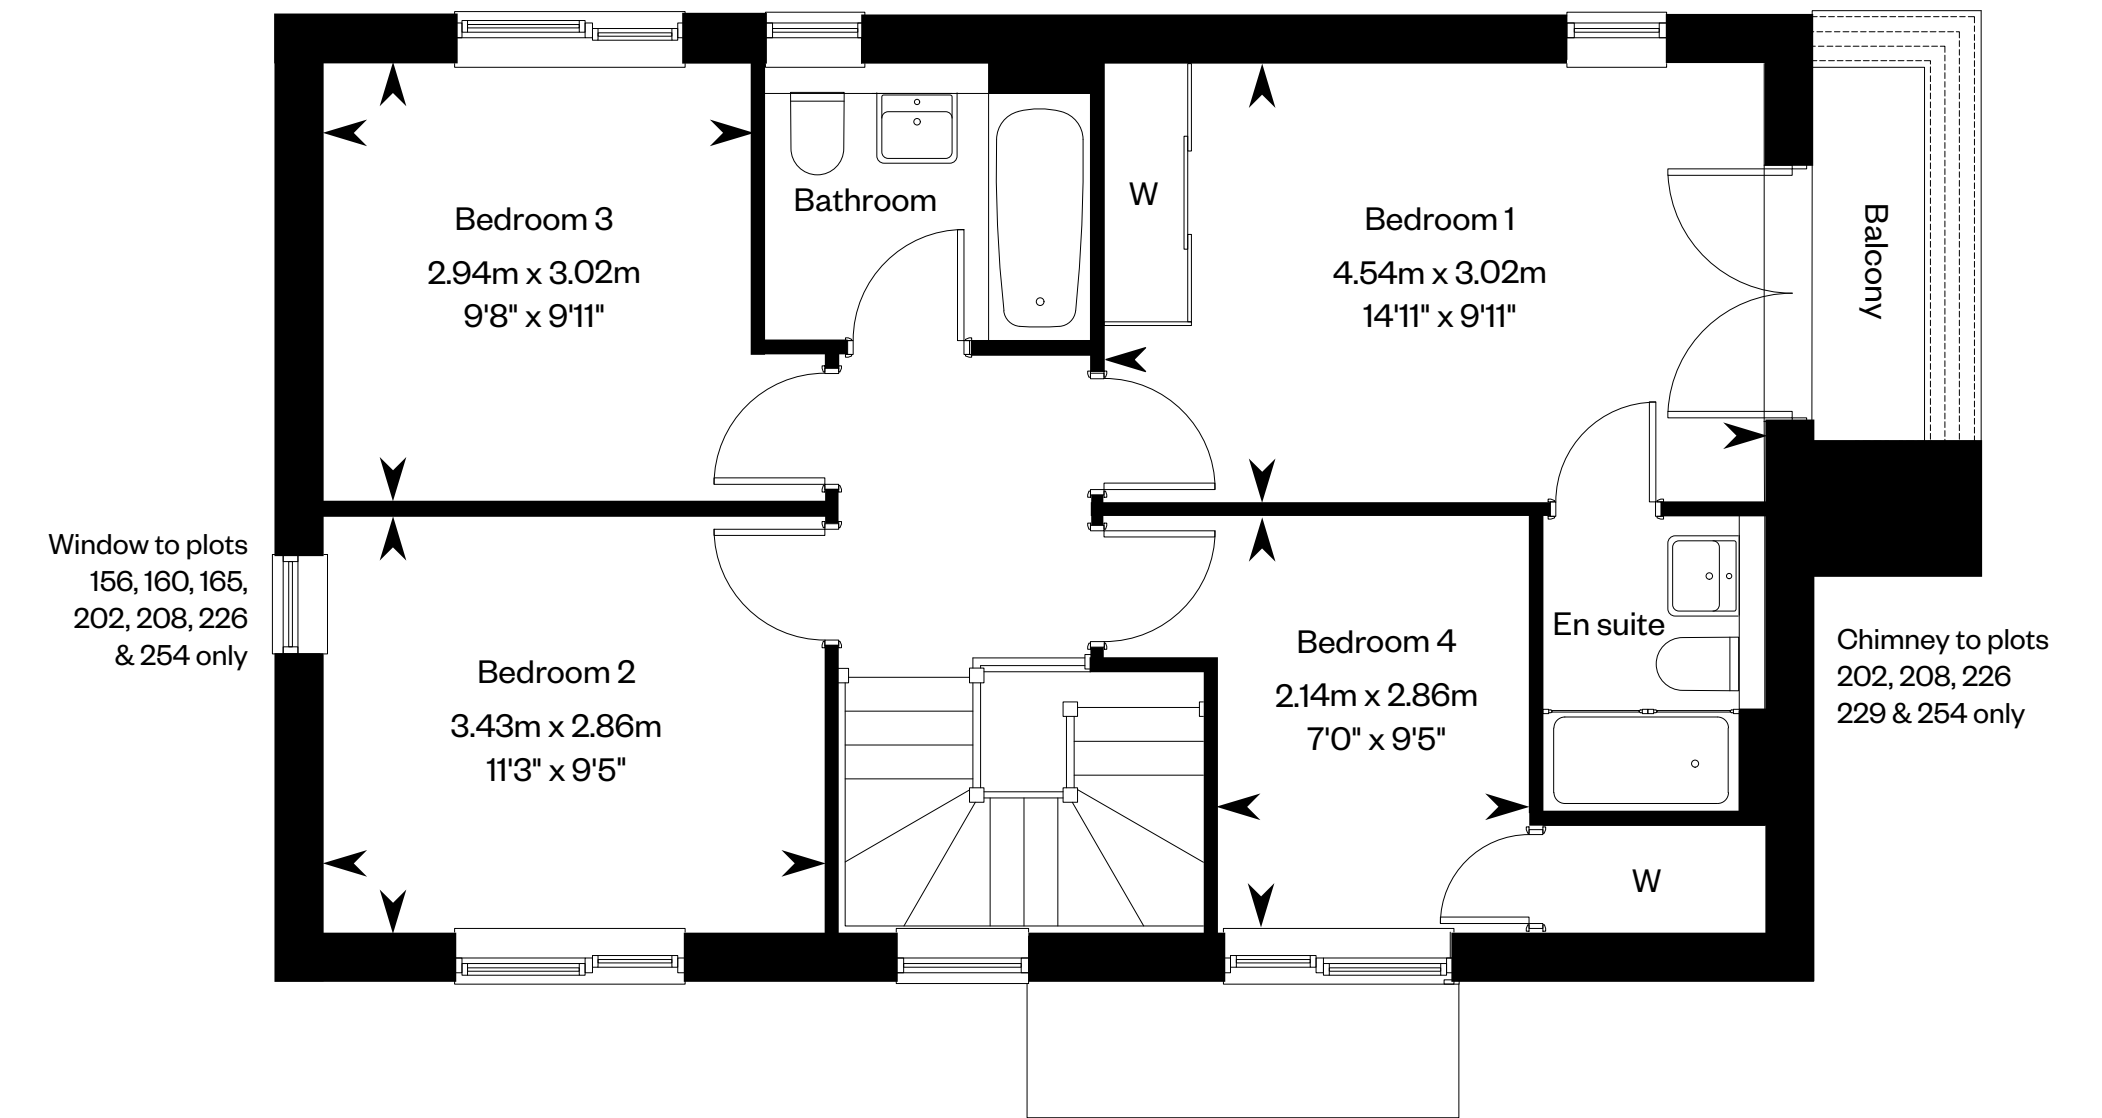 Bedroom 3
2.94m x 3.02m
9'8" x 9'11"
Bathroom
W
Bedroom 1
4.54m x 3.02m
14'11" x 9'11"
Balcony
Window to plots
156, 160, 165,
202, 208, 226
& 254 only
Bedroom 2
3.43m x 2.86m
11'3" x 9'5"
Bedroom 4
2.14m x 2.86m
7'0" x 9'5"
En suite
W
Chimney to plots
202, 208, 226
229 & 254 only